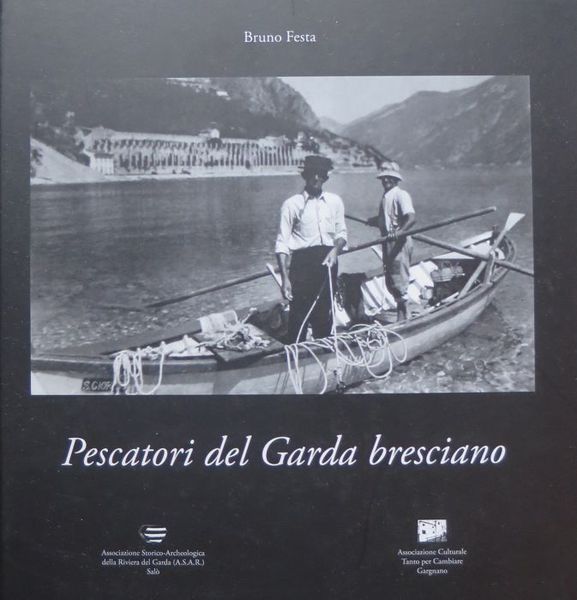 Bruno Festa
S.GIOR
Pescatori del Garda bresciano
Associazione Storico-Archeologica
della Riviera del Garda (A.S.A.R.)
Salò
Associazione Culturale
Tanto per Cambiare
Gargnano